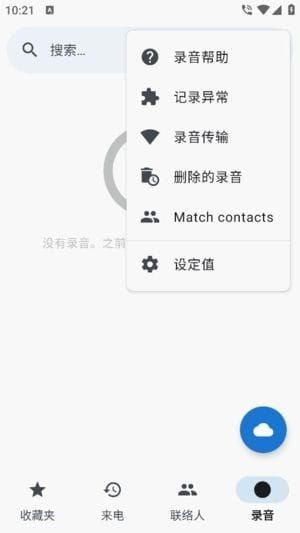 10:21
搜索...
录音帮助
记录异常
录音传输
删除的录音
Match contacts
没有录音。之前
设定值
收藏夹
来电
联络人
录音